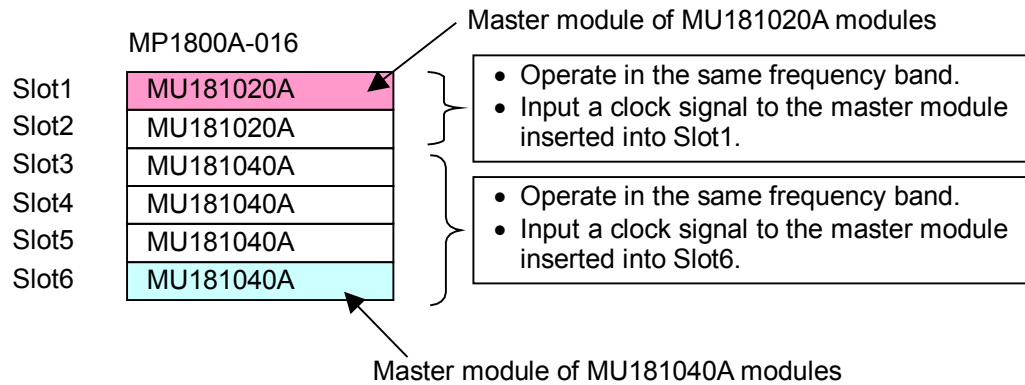 Master module of MU181020A modules
MP1800A-016
Slot1 MU181020A
Slot2 MU181020A
Slot3 MU181040A
Slot4 MU181040A
Slot5 MU181040A
Slot6 MU181040A
• Operate in the same frequency band.
• Input a clock signal to the master module
inserted into Slot1.
• Operate in the same frequency band.
• Input a clock signal to the master module
inserted into Slot6.
Master module of MU181040A modules